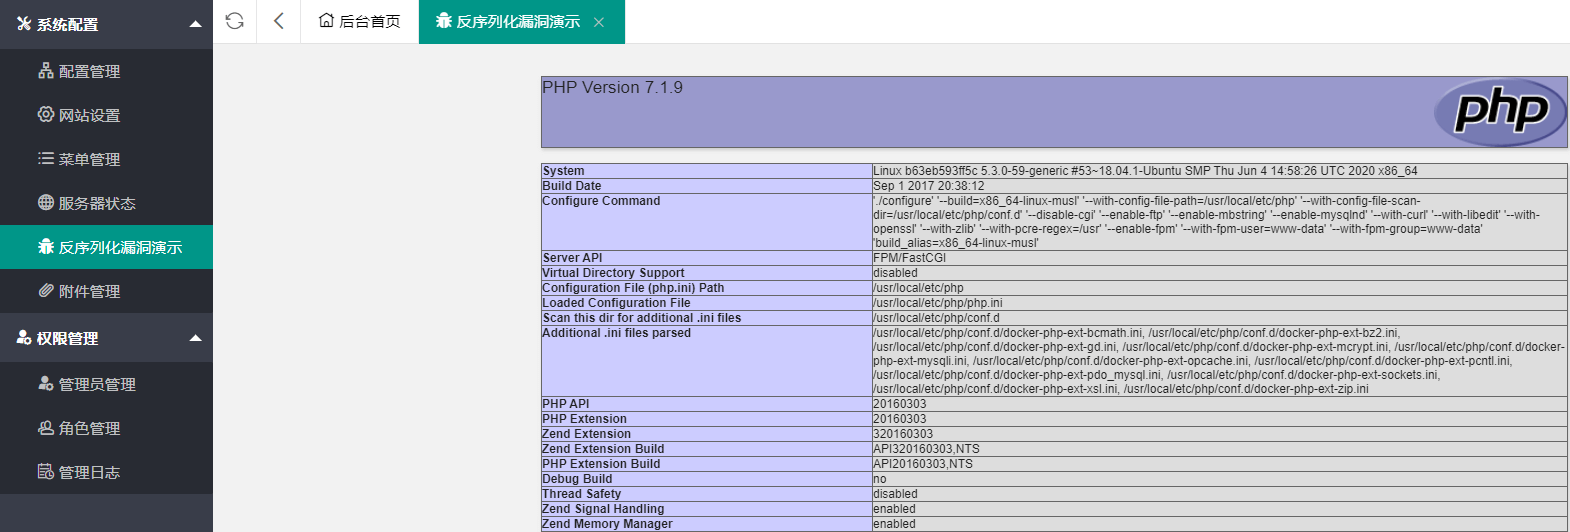 系统配置
配置管理
网站设置
菜单管理
服务器状态
反序列化漏洞演示
附件管理
权限管理
管理员管理
角色管理
管理日志
后台首页
反序列化漏洞演示
PHP Version 7.1.9
php
System Linux b63eb593ff5c 5.3.0-59-generic #53~18.04.1-Ubuntu SMP Thu Jun 4 14:58:26 UTC 2020 x86_64
Build Date Sep 1 2017 20:38:12
Configure Command './configure' '--build=x86_64-linux-musl' '--with-config-file-path=/usr/local/etc/php' '--with-config-file-scan-
dir=/usr/local/etc/php/conf.d' '--disable-cgi' '--enable-ftp' '--enable-mbstring' '--enable-mysqlnd' '--with-curl' '--with-libedit' '--with-
openssl' '--with-zlib' '--with-pcre-regex=/usr' '--enable-fpm' '--with-fpm-user=www-data' '--with-fpm-group=www-data'
'build_alias=x86_64-linux-musl'
Server API FPM/FastCGI
Virtual Directory Support disabled
Configuration File (php.ini) Path /usr/local/etc/php
Loaded Configuration File /usr/local/etc/php/php.ini
Scan this dir for additional .ini files /usr/local/etc/php/conf.d
Additional .ini files parsed /usr/local/etc/php/conf.d/docker-php-ext-bcmath.ini, /usr/local/etc/php/conf.d/docker-php-ext-bz2.ini,
/usr/local/etc/php/conf.d/docker-php-ext-gd.ini, /usr/local/etc/php/conf.d/docker-php-ext-mcrypt.ini, /usr/local/etc/php/conf.d/docker-
php-ext-mysqli.ini, /usr/local/etc/php/conf.d/docker-php-ext-opcache.ini, /usr/local/etc/php/conf.d/docker-php-ext-pcntl.ini,
/usr/local/etc/php/conf.d/docker-php-ext-pdo_mysql.ini, /usr/local/etc/php/conf.d/docker-php-ext-sockets.ini,
/usr/local/etc/php/conf.d/docker-php-ext-xsl.ini, /usr/local/etc/php/conf.d/docker-php-ext-zip.ini
PHP API 20160303
PHP Extension 20160303
Zend Extension 320160303
Zend Extension Build API320160303,NTS
PHP Extension Build API20160303,NTS
Debug Build no
Thread Safety disabled
Zend Signal Handling enabled
Zend Memory Manager enabled